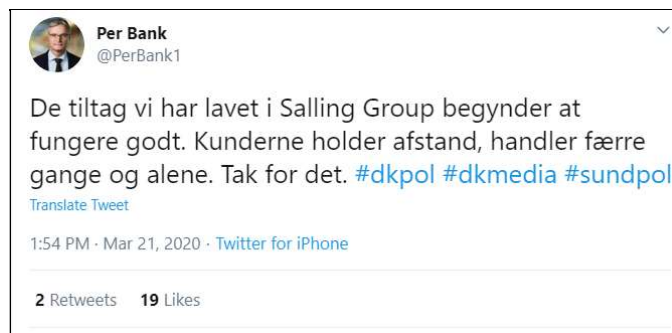 Per Bank
@PerBank1
De tiltag vi har lavet i Salling Group begynder at
fungere godt. Kunderne holder afstand, handler færre
gange og alene. Tak for det. #dkpol #dkmedia #sundpol
Translate Tweet
1:54 PM · Mar 21, 2020 · Twitter for iPhone
2 Retweets 19 Likes